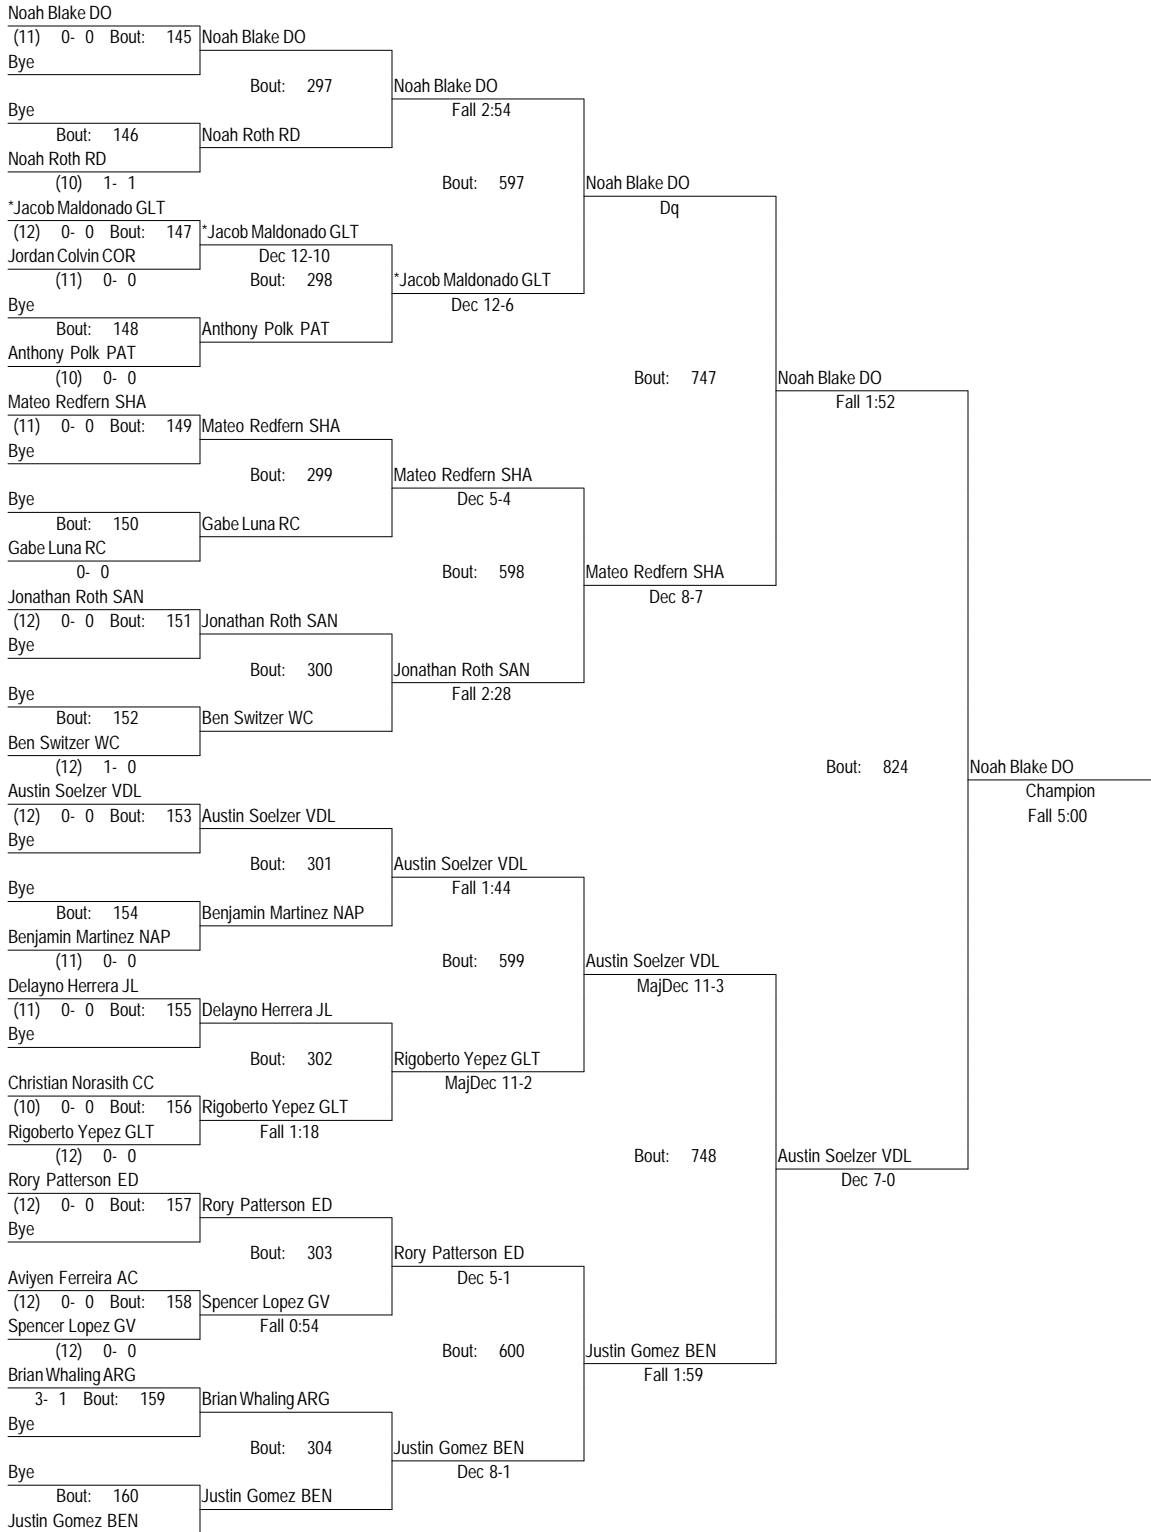 Noah Blake DO
(11) 0- 0 Bout: 145 Noah Blake DO
Bye
Bout: 297 Noah Blake DO
Bye Fall 2:54
Bout: 146 Noah Roth RD
Noah Roth RD
(10) 1- 1 Bout: 597 Noah Blake DO
*Jacob Maldonado GLT Dq
(12) 0- 0 Bout: 147 *Jacob Maldonado GLT
Jordan Colvin COR Dec 12-10
(11) 0- 0 Bout: 298 *Jacob Maldonado GLT
Bye Dec 12-6
Bout: 148 Anthony Polk PAT
Anthony Polk PAT
(10) 0- 0 Bout: 747 Noah Blake DO
Mateo Redfern SHA Fall 1:52
(11) 0- 0 Bout: 149 Mateo Redfern SHA
Bye
Bout: 299 Mateo Redfern SHA
Bye Dec 5-4
Bout: 150 Gabe Luna RC
Gabe Luna RC
0- 0 Bout: 598 Mateo Redfern SHA
Jonathan Roth SAN Dec 8-7
(12) 0- 0 Bout: 151 Jonathan Roth SAN
Bye
Bout: 300 Jonathan Roth SAN
Bye Fall 2:28
Bout: 152 Ben Switzer WC
Ben Switzer WC
(12) 1- 0 Bout: 824 Noah Blake DO
Austin Soelzer VDL Champion
(12) 0- 0 Bout: 153 Austin Soelzer VDL Fall 5:00
Bye
Bout: 301 Austin Soelzer VDL
Bye Fall 1:44
Bout: 154 Benjamin Martinez NAP
Benjamin Martinez NAP
(11) 0- 0 Bout: 599 Austin Soelzer VDL
Delayno Herrera JL MajDec 11-3
(11) 0- 0 Bout: 155 Delayno Herrera JL
Bye
Bout: 302 Rigoberto Yepez GLT
Christian Norasith CC MajDec 11-2
(10) 0- 0 Bout: 156 Rigoberto Yepez GLT
Rigoberto Yepez GLT Fall 1:18
(12) 0- 0 Bout: 748 Austin Soelzer VDL
Rory Patterson ED Dec 7-0
(12) 0- 0 Bout: 157 Rory Patterson ED
Bye
Bout: 303 Rory Patterson ED
Aviyen Ferreira AC Dec 5-1
(12) 0- 0 Bout: 158 Spencer Lopez GV
Spencer Lopez GV Fall 0:54
(12) 0- 0 Bout: 600 Justin Gomez BEN
Brian Whaling ARG Fall 1:59
3- 1 Bout: 159 Brian Whaling ARG
Bye
Bout: 304 Justin Gomez BEN
Bye Dec 8-1
Bout: 160 Justin Gomez BEN
Justin Gomez BEN